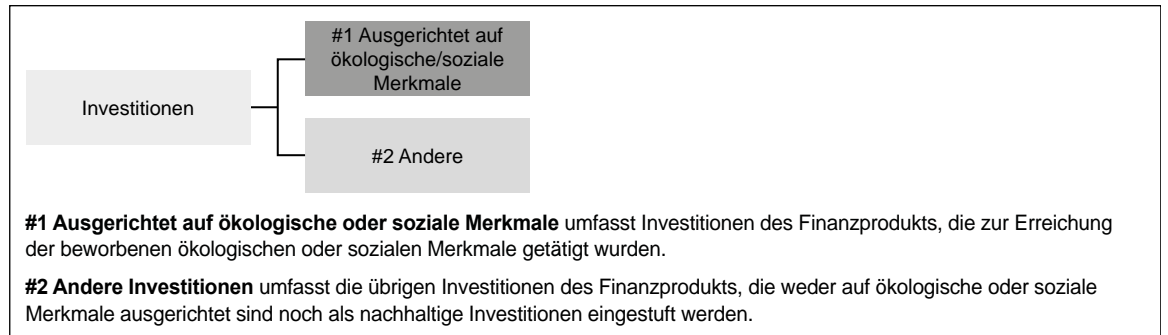 #1 Ausgerichtet auf
ökologische/soziale
Merkmale
Investitionen
#2 Andere
#1 Ausgerichtet auf ökologische oder soziale Merkmale umfasst Investitionen des Finanzprodukts, die zur Erreichung
der beworbenen ökologischen oder sozialen Merkmale getätigt wurden.
#2 Andere Investitionen umfasst die übrigen Investitionen des Finanzprodukts, die weder auf ökologische oder soziale
Merkmale ausgerichtet sind noch als nachhaltige Investitionen eingestuft werden.